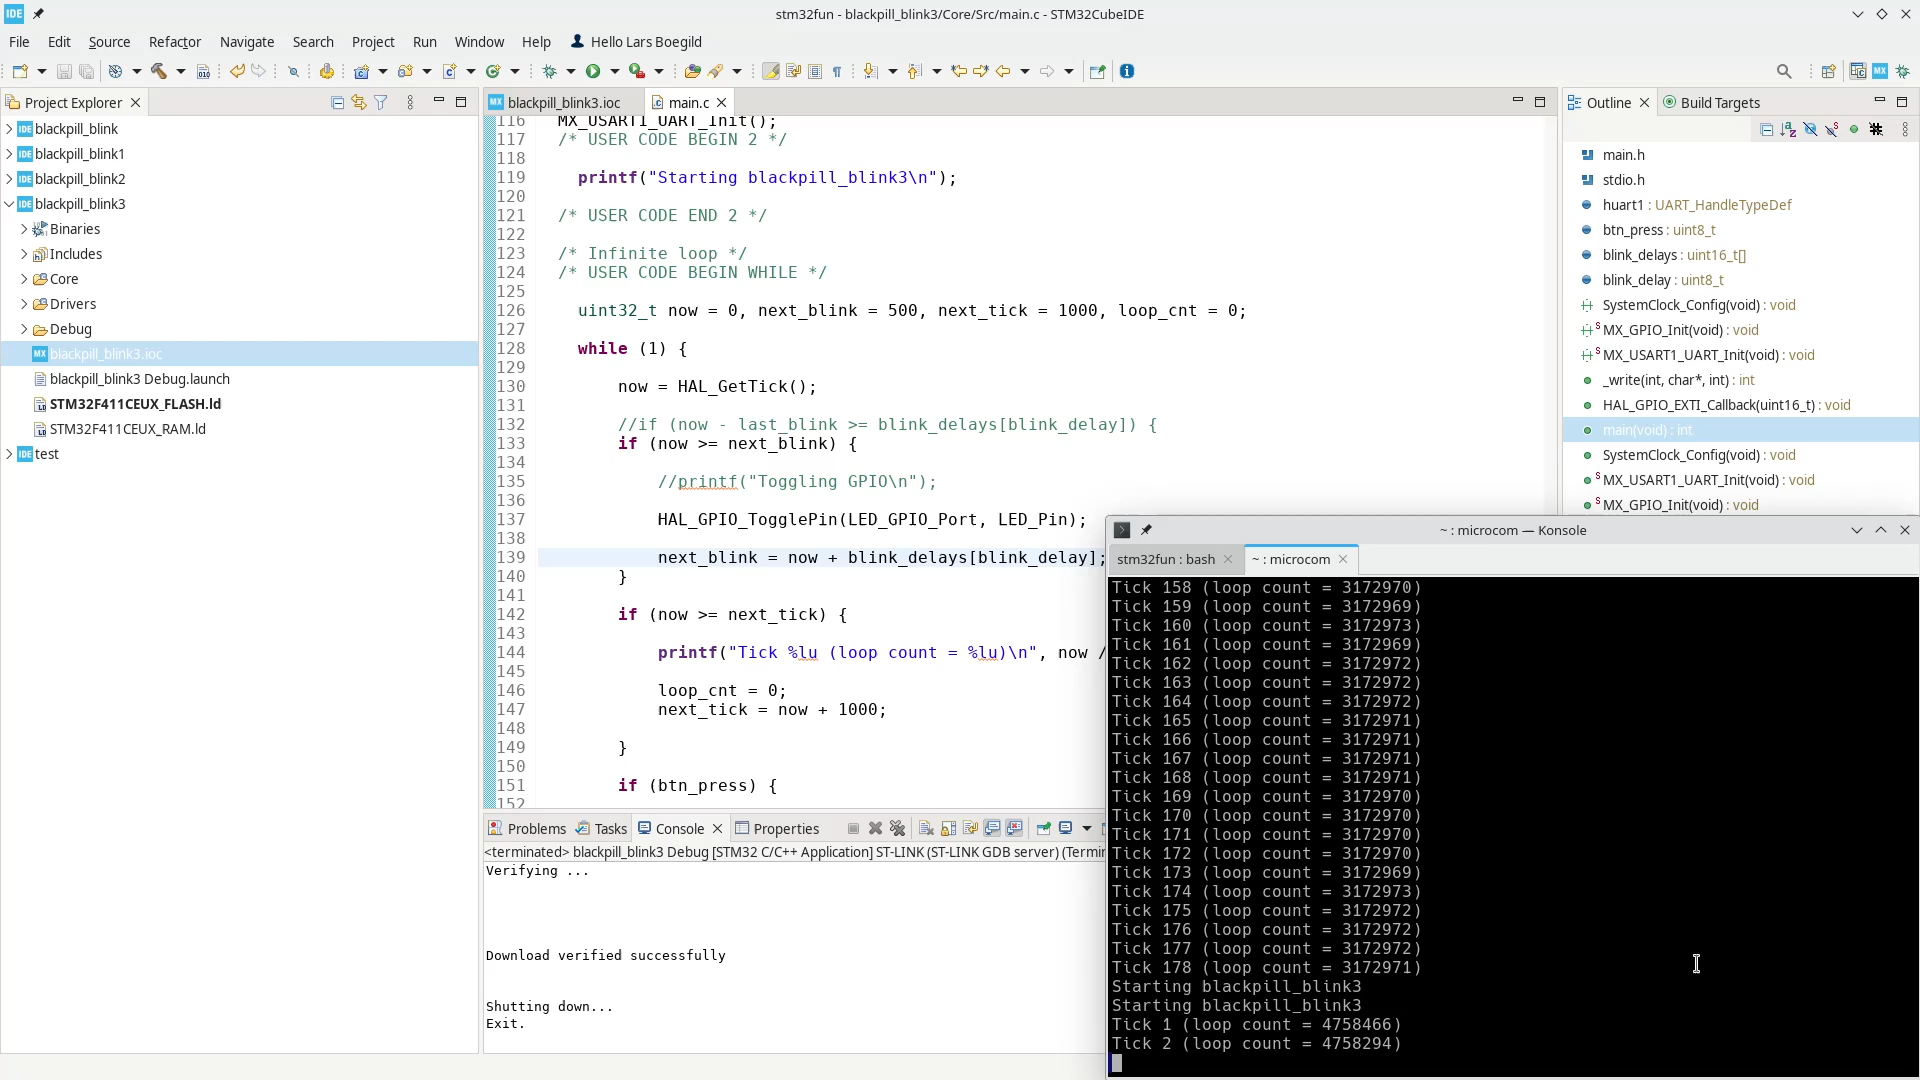 IDE
stm32fun - blackpill_blink3/Core/Src/main.c - STM32CubeIDE
File Edit Source Refactor Navigate Search Project Run Window Help Hello Lars Boegild
Project Explorer
IDE blackpill_blink
IDE blackpill_blink1
IDE blackpill_blink2
IDE blackpill_blink3
Binaries
Includes
Core
Drivers
Debug
MX blackpill_blink3.ioc
blackpill_blink3 Debug.launch
STM32F411CEUX_FLASH.ld
STM32F411CEUX_RAM.ld
IDE test
MX blackpill_blink3.ioc main.c
116 MX_USART1_UART_Init();
117 /* USER CODE BEGIN 2 */
118
119 printf("Starting blackpill_blink3\n");
120
121 /* USER CODE END 2 */
122
123 /* Infinite loop */
124 /* USER CODE BEGIN WHILE */
125
126 uint32_t now = 0, next_blink = 500, next_tick = 1000, loop_cnt = 0;
127
128 while (1) {
129
130 now = HAL_GetTick();
131
132 //if (now - last_blink >= blink_delays[blink_delay]) {
133 if (now >= next_blink) {
134
135 //printf("Toggling GPIO\n");
136
137 HAL_GPIO_TogglePin(LED_GPIO_Port, LED_Pin);
138
139 next_blink = now + blink_delays[blink_delay];
140 }
141
142 if (now >= next_tick) {
143
144 printf("Tick %lu (loop count = %lu)\n", now /
145
146 loop_cnt = 0;
147 next_tick = now + 1000;
148
149 }
150
151 if (btn_press) {
152
Problems Tasks Console Properties
<terminated> blackpill_blink3 Debug [STM32 C/C++ Application] ST-LINK (ST-LINK GDB server) (Termin
Verifying ...
Download verified successfully
Shutting down...
Exit.
MX
Outline Build Targets
main.h
stdio.h
huart1 : UART_HandleTypeDef
btn_press : uint8_t
blink_delays : uint16_t[]
blink_delay : uint8_t
SystemClock_Config(void) : void
S MX_GPIO_Init(void) : void
S MX_USART1_UART_Init(void) : void
_write(int, char*, int) : int
HAL_GPIO_EXTI_Callback(uint16_t) : void
main(void) : int
SystemClock_Config(void) : void
S MX_USART1_UART_Init(void) : void
S MX_GPIO_Init(void) : void
~ : microcom — Konsole
stm32fun : bash ~ : microcom
Tick 158 (loop count = 3172970)
Tick 159 (loop count = 3172969)
Tick 160 (loop count = 3172973)
Tick 161 (loop count = 3172969)
Tick 162 (loop count = 3172972)
Tick 163 (loop count = 3172972)
Tick 164 (loop count = 3172972)
Tick 165 (loop count = 3172971)
Tick 166 (loop count = 3172971)
Tick 167 (loop count = 3172971)
Tick 168 (loop count = 3172971)
Tick 169 (loop count = 3172970)
Tick 170 (loop count = 3172970)
Tick 171 (loop count = 3172970)
Tick 172 (loop count = 3172970)
Tick 173 (loop count = 3172969)
Tick 174 (loop count = 3172973)
Tick 175 (loop count = 3172972)
Tick 176 (loop count = 3172972)
Tick 177 (loop count = 3172972)
Tick 178 (loop count = 3172971)
Starting blackpill_blink3
Starting blackpill_blink3
Tick 1 (loop count = 4758466)
Tick 2 (loop count = 4758294)